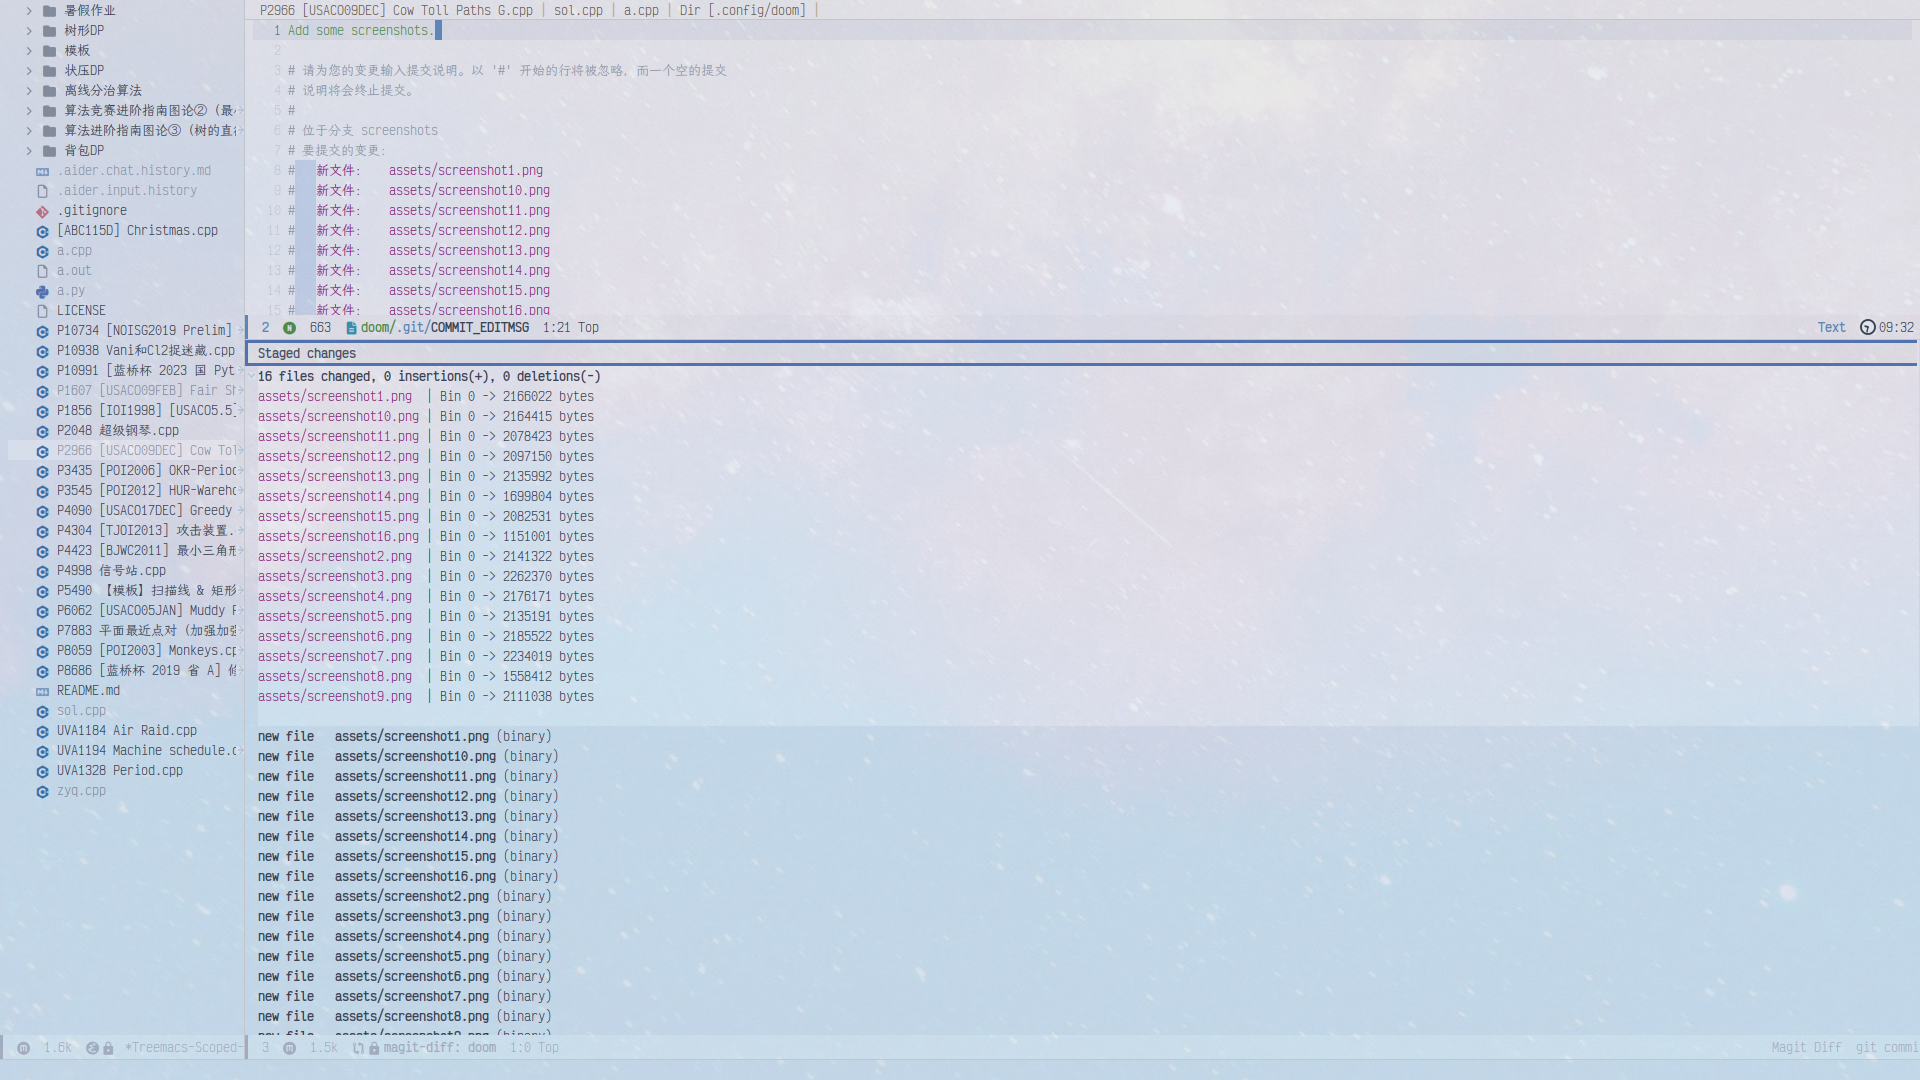 暑假作业
树形DP
模板
状压DP
离线分治算法
算法竞赛进阶指南图论②（最
算法进阶指南图论③（树的直
背包DP
.aider.chat.history.md
.aider.input.history
.gitignore
[ABC115D] Christmas.cpp
a.cpp
a.out
a.py
LICENSE
P10734 [NOISG2019 Prelim]
P10938 Vani和Cl2捉迷藏.cpp
P10991 [蓝桥杯 2023 国 Pyt
P1607 [USACO09FEB] Fair Sh
P1856 [IOI1998] [USACO5.5]
P2048 超级钢琴.cpp
P2966 [USACO09DEC] Cow Tol
P3435 [POI2006] OKR-Period
P3545 [POI2012] HUR-Wareho
P4090 [USACO17DEC] Greedy
P4304 [TJOI2013] 攻击装置.
P4423 [BJWC2011] 最小三角形
P4998 信号站.cpp
P5490 【模板】扫描线 & 矩形
P6062 [USACO05JAN] Muddy F
P7883 平面最近点对（加强加强
P8059 [POI2003] Monkeys.cp
P8686 [蓝桥杯 2019 省 A] 修
README.md
sol.cpp
UVA1184 Air Raid.cpp
UVA1194 Machine schedule.c
UVA1328 Period.cpp
zyq.cpp
1.6k *Treemacs-Scoped-
P2966 [USACO09DEC] Cow Toll Paths G.cpp | sol.cpp | a.cpp | Dir [.config/doom] |
1 Add some screenshots.
2
3 # 请为您的变更输入提交说明。以 '#' 开始的行将被忽略，而一个空的提交
4 # 说明将会终止提交。
5 #
6 # 位于分支 screenshots
7 # 要提交的变更：
8 # 新文件： assets/screenshot1.png
9 # 新文件： assets/screenshot10.png
10 # 新文件： assets/screenshot11.png
11 # 新文件： assets/screenshot12.png
12 # 新文件： assets/screenshot13.png
13 # 新文件： assets/screenshot14.png
14 # 新文件： assets/screenshot15.png
15 # 新文件： assets/screenshot16.png
2 N 663 doom/.git/COMMIT_EDITMSG 1:21 Top Text 09:32
Staged changes
16 files changed, 0 insertions(+), 0 deletions(-)
assets/screenshot1.png | Bin 0 -> 2166022 bytes
assets/screenshot10.png | Bin 0 -> 2164415 bytes
assets/screenshot11.png | Bin 0 -> 2078423 bytes
assets/screenshot12.png | Bin 0 -> 2097150 bytes
assets/screenshot13.png | Bin 0 -> 2135992 bytes
assets/screenshot14.png | Bin 0 -> 1699804 bytes
assets/screenshot15.png | Bin 0 -> 2082531 bytes
assets/screenshot16.png | Bin 0 -> 1151001 bytes
assets/screenshot2.png | Bin 0 -> 2141322 bytes
assets/screenshot3.png | Bin 0 -> 2262370 bytes
assets/screenshot4.png | Bin 0 -> 2176171 bytes
assets/screenshot5.png | Bin 0 -> 2135191 bytes
assets/screenshot6.png | Bin 0 -> 2185522 bytes
assets/screenshot7.png | Bin 0 -> 2234019 bytes
assets/screenshot8.png | Bin 0 -> 1558412 bytes
assets/screenshot9.png | Bin 0 -> 2111038 bytes
new file assets/screenshot1.png (binary)
new file assets/screenshot10.png (binary)
new file assets/screenshot11.png (binary)
new file assets/screenshot12.png (binary)
new file assets/screenshot13.png (binary)
new file assets/screenshot14.png (binary)
new file assets/screenshot15.png (binary)
new file assets/screenshot16.png (binary)
new file assets/screenshot2.png (binary)
new file assets/screenshot3.png (binary)
new file assets/screenshot4.png (binary)
new file assets/screenshot5.png (binary)
new file assets/screenshot6.png (binary)
new file assets/screenshot7.png (binary)
new file assets/screenshot8.png (binary)
3 1.5k magit-diff: doom 1:0 Top Magit Diff git commi